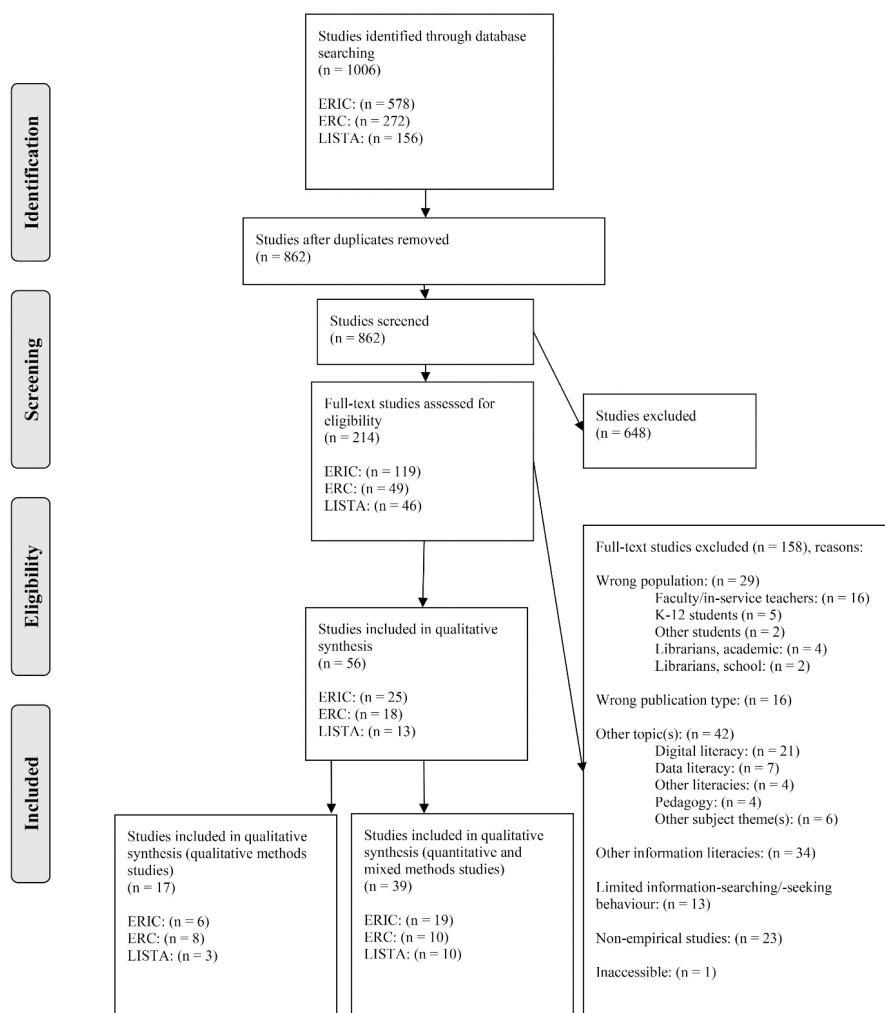 Studies identified through database
searching
(n = 1006)
ERIC: (n = 578)
ERC: (n = 272)
LISTA: (n = 156)
Identification
Studies after duplicates removed
(n = 862)
Screening
Studies screened
(n = 862)
Full-text studies assessed for
eligibility
(n = 214)
ERIC: (n = 119)
ERC: (n = 49)
LISTA: (n = 46)
Studies excluded
(n = 648)
Eligibility
Full-text studies excluded (n = 158), reasons:
Wrong population: (n = 29)
Faculty/in-service teachers: (n = 16)
K-12 students (n = 5)
Other students (n = 2)
Librarians, academic: (n = 4)
Librarians, school: (n = 2)
Wrong publication type: (n = 16)
Other topic(s): (n = 42)
Digital literacy: (n = 21)
Data literacy: (n = 7)
Other literacies: (n = 4)
Pedagogy: (n = 4)
Other subject theme(s): (n = 6)
Other information literacies: (n = 34)
Limited information-searching/-seeking
behaviour: (n = 13)
Non-empirical studies: (n = 23)
Inaccessible: (n = 1)
Studies included in qualitative
synthesis
(n = 56)
ERIC: (n = 25)
ERC: (n = 18)
LISTA: (n = 13)
Included
Studies included in qualitative
synthesis (qualitative methods
studies)
(n = 17)
ERIC: (n = 6)
ERC: (n = 8)
LISTA: (n = 3)
Studies included in qualitative
synthesis (quantitative and
mixed methods studies)
(n = 39)
ERIC: (n = 19)
ERC: (n = 10)
LISTA: (n = 10)